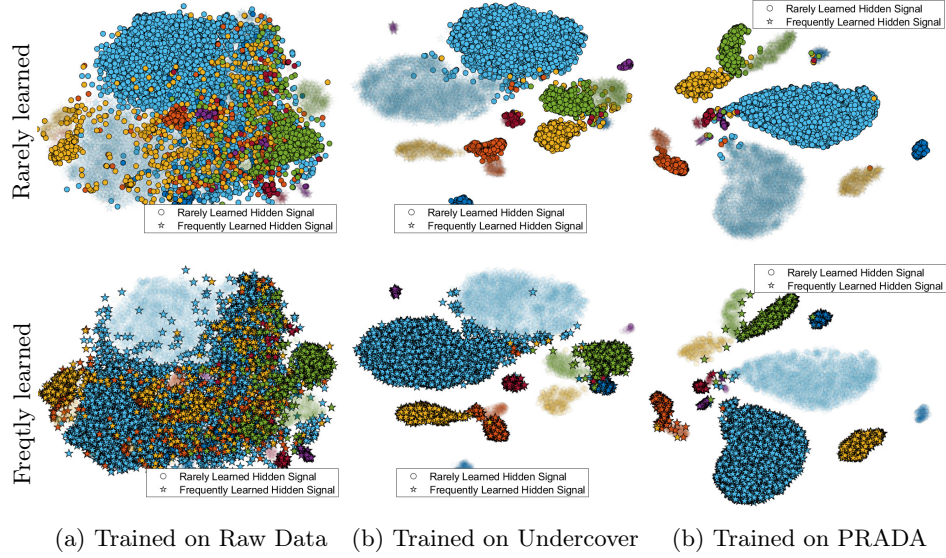 Rarely learned
○ Rarely Learned Hidden Signal
☆ Frequently Learned Hidden Signal
○ Rarely Learned Hidden Signal
☆ Frequently Learned Hidden Signal
○ Rarely Learned Hidden Signal
☆ Frequently Learned Hidden Signal
Freqtly learned
○ Rarely Learned Hidden Signal
☆ Frequently Learned Hidden Signal
○ Rarely Learned Hidden Signal
☆ Frequently Learned Hidden Signal
○ Rarely Learned Hidden Signal
☆ Frequently Learned Hidden Signal
(a) Trained on Raw Data (b) Trained on Undercover (b) Trained on PRADA